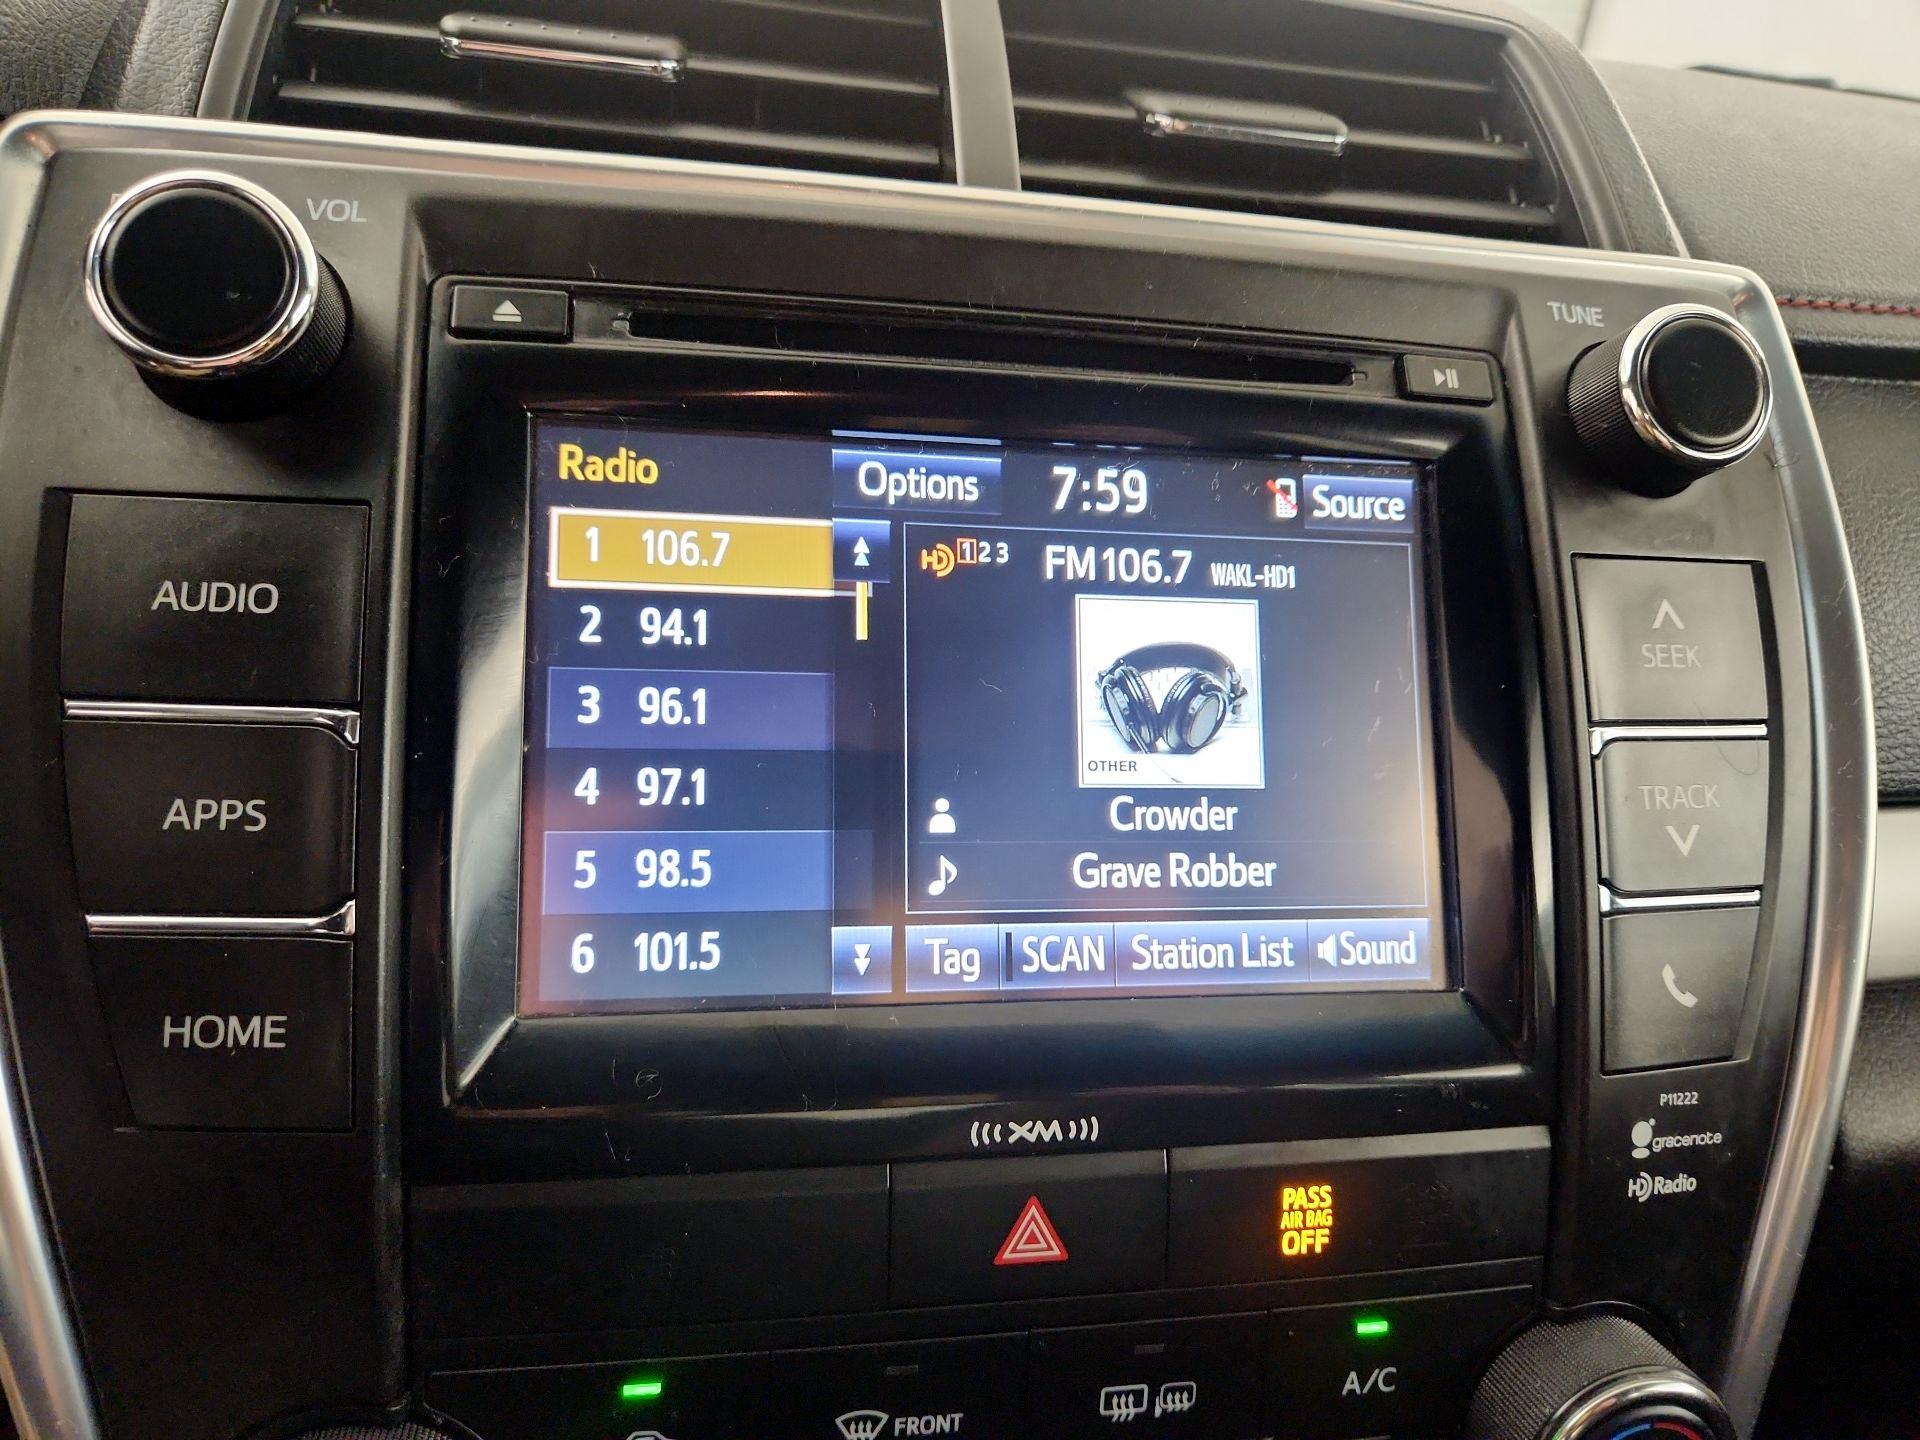 VOL
TUNE
Radio
Options
7:59
Source
1 106.7
2 94.1
3 96.1
4 97.1
5 98.5
6 101.5
HD 1 2 3
FM 106.7 WAKL-HD1
OTHER
Crowder
Grave Robber
Tag
SCAN
Station List
Sound
AUDIO
APPS
HOME
SEEK
TRACK
P11222
gracenote
HD Radio
(((XM)))
PASS
AIR BAG
OFF
A/C
FRONT